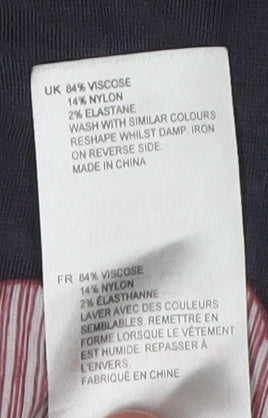 UK 84% VISCOSE
14% NYLON
2% ELASTANE
WASH WITH SIMILAR COLOURS
RESHAPE WHILST DAMP. IRON
ON REVERSE SIDE.
MADE IN CHINA
FR 84% VISCOSE
14% NYLON
2% ÉLASTHANNE
LAVER AVEC DES COULEURS
SEMBLABLES. REMETTRE EN
FORME LORSQUE LE VÊTEMENT
EST HUMIDE. REPASSER À
L'ENVERS.
FABRIQUÉ EN CHINE